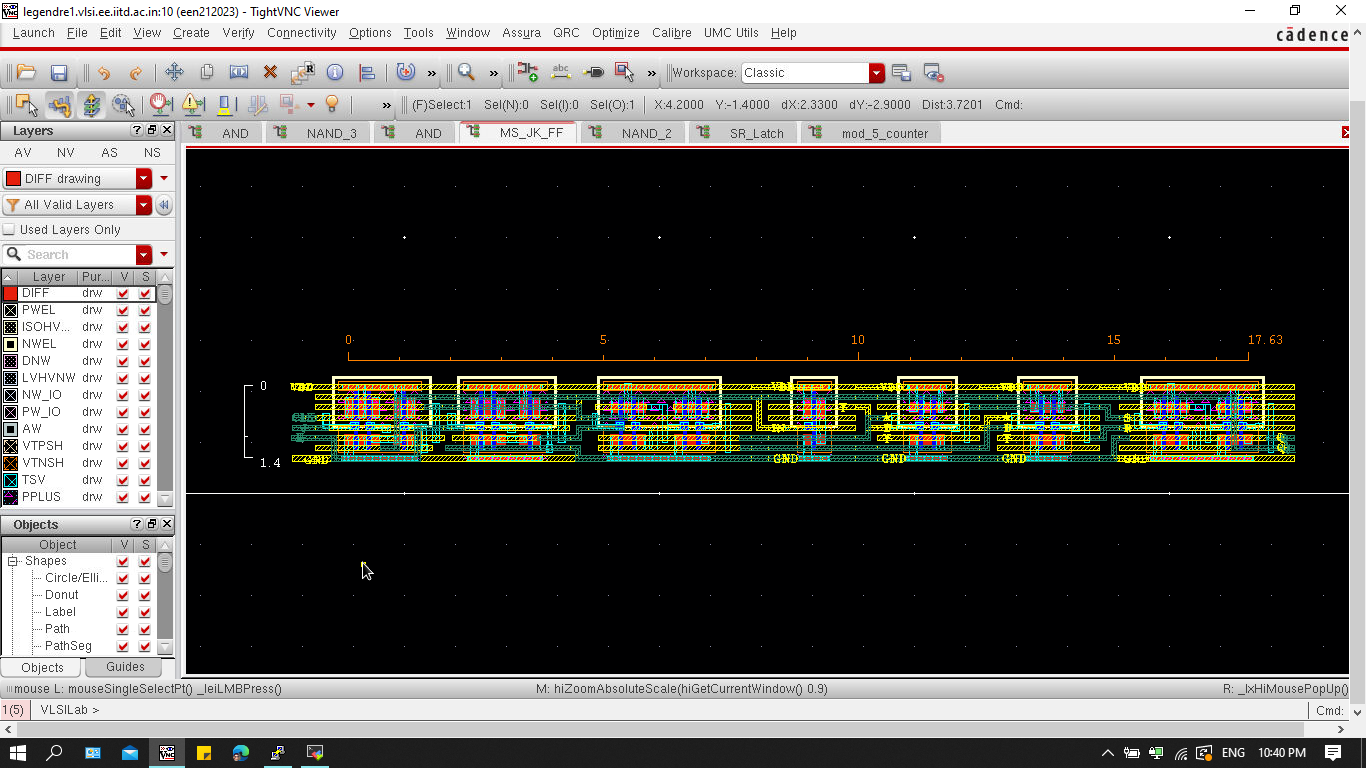 legendre1.vlsi.ee.iitd.ac.in:10 (een212023) - TightVNC Viewer
Launch File Edit View Create Verify Connectivity Options Tools Window Assura QRC Optimize Calibre UMC Utils Help
cādence
abc
Workspace: Classic
(F)Select:1 Sel(N):0 Sel(I):0 Sel(O):1 X:4.2000 Y:-1.4000 dX:2.3300 dY:-2.9000 Dist:3.7201 Cmd:
Layers
AND NAND_3 AND MS_JK_FF NAND_2 SR_Latch mod_5_counter
AV NV AS NS
DIFF drawing
All Valid Layers
Used Layers Only
Search
Layer Pur... V S
DIFF drw
PWEL drw
ISOHV... drw
NWEL drw
DNW drw
LVHVNW drw
NW_IO drw
PW_IO drw
AW drw
VTPSH drw
VTNSH drw
TSV drw
PPLUS drw
0 5 10 15 17.63
0
1.4
GND GND GND GND
Objects
Object V S
Shapes
Circle/Elli...
Donut
Label
Path
PathSeg
Objects Guides
mouse L: mouseSingleSelectPt() _leiLMBPress() M: hiZoomAbsoluteScale(hiGetCurrentWindow() 0.9) R: _lxHiMousePopUp()
1(5) VLSILab > Cmd:
ENG 10:40 PM